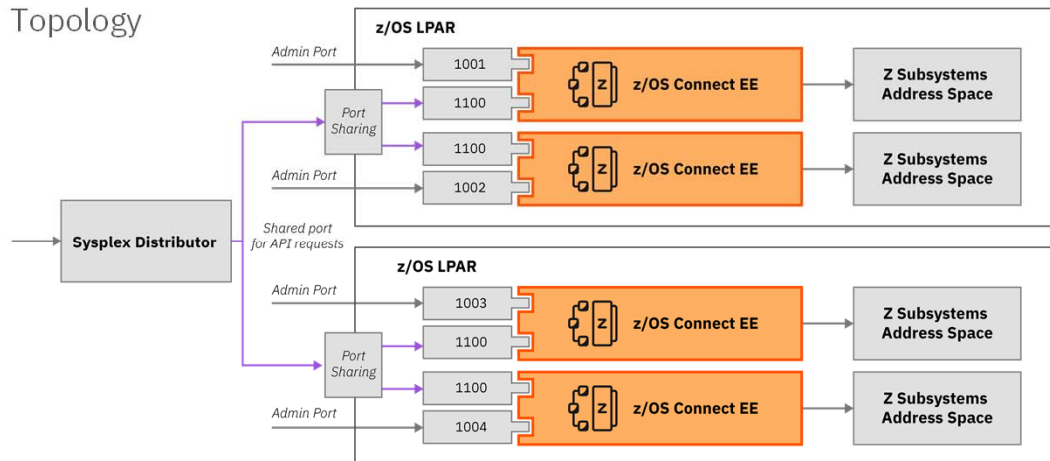 Topology
z/OS LPAR
Admin Port
1001
z/OS Connect EE
Z Subsystems
Address Space
Port
Sharing
1100
1100
z/OS Connect EE
Z Subsystems
Address Space
Admin Port
1002
Sysplex Distributor
Shared port
for API requests
z/OS LPAR
Admin Port
1003
z/OS Connect EE
Z Subsystems
Address Space
Port
Sharing
1100
1100
z/OS Connect EE
Z Subsystems
Address Space
Admin Port
1004
Z
Z
Z
Z